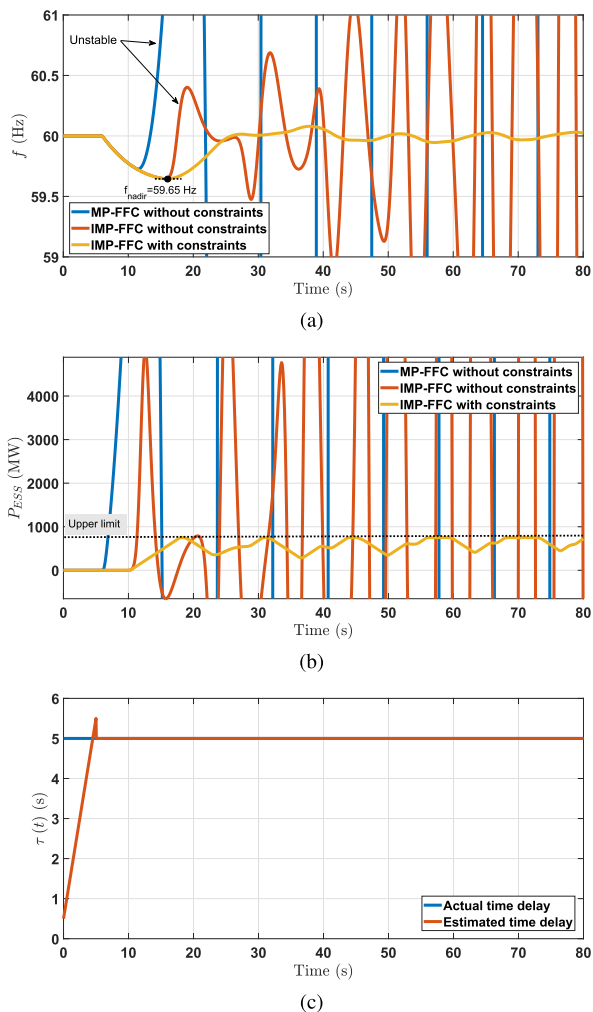 61
Unstable
60.5
f (Hz)
60
59.5
f_nadir=59.65 Hz
MP-FFC without constraints
IMP-FFC without constraints
IMP-FFC with constraints
59
0 10 20 30 40 50 60 70 80
Time (s)
(a)
MP-FFC without constraints
IMP-FFC without constraints
IMP-FFC with constraints
4000
3000
P_ESS (MW)
2000
1000
Upper limit
0
0 10 20 30 40 50 60 70 80
Time (s)
(b)
6
5
4
τ(t) (s)
3
2
1
Actual time delay
Estimated time delay
0
0 10 20 30 40 50 60 70 80
Time (s)
(c)